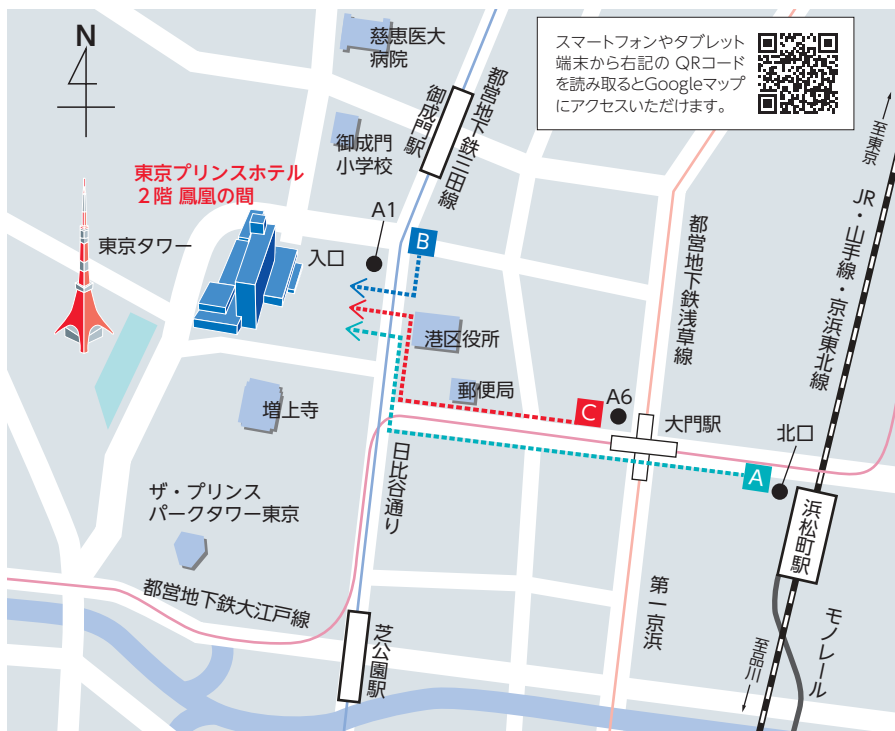 N
慈恵医大
病院
スマートフォンやタブレット
端末から右記の QRコード
を読み取るとGoogleマップ
にアクセスいただけます。
御成門駅
都営地下鉄三田線
御成門
小学校
←至東京
JR・山手線・京浜東北線
東京プリンスホテル
2階 鳳凰の間
A1
都営地下鉄浅草線
東京タワー
入口
B
港区役所
郵便局
C
A6
大門駅
北口
増上寺
A
日比谷通り
ザ・プリンス
パークタワー東京
浜松町駅
都営地下鉄大江戸線
第一京浜
モノレール
芝公園駅
至品川→